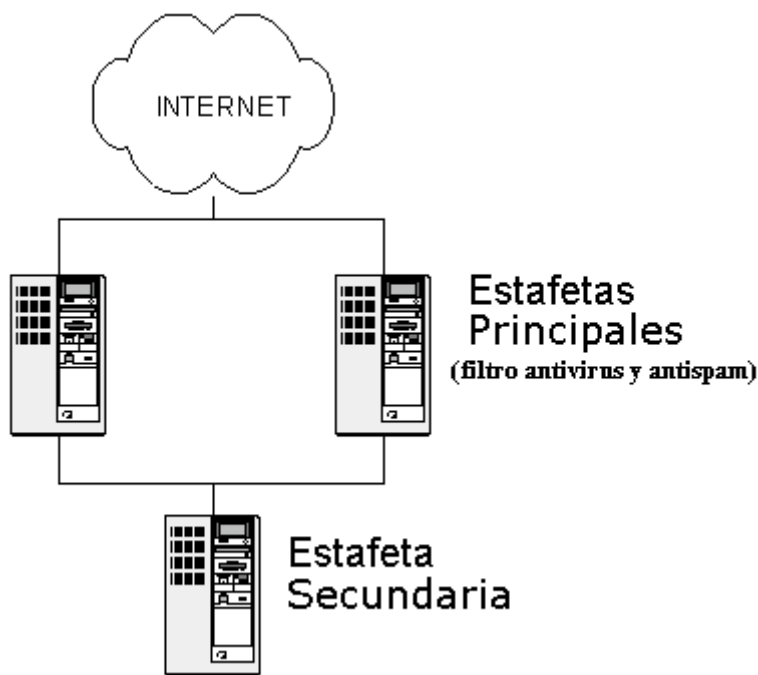 INTERNET
Estafetas
Principales
(filtro antivirus y antispam)
Estafeta
Secundaria